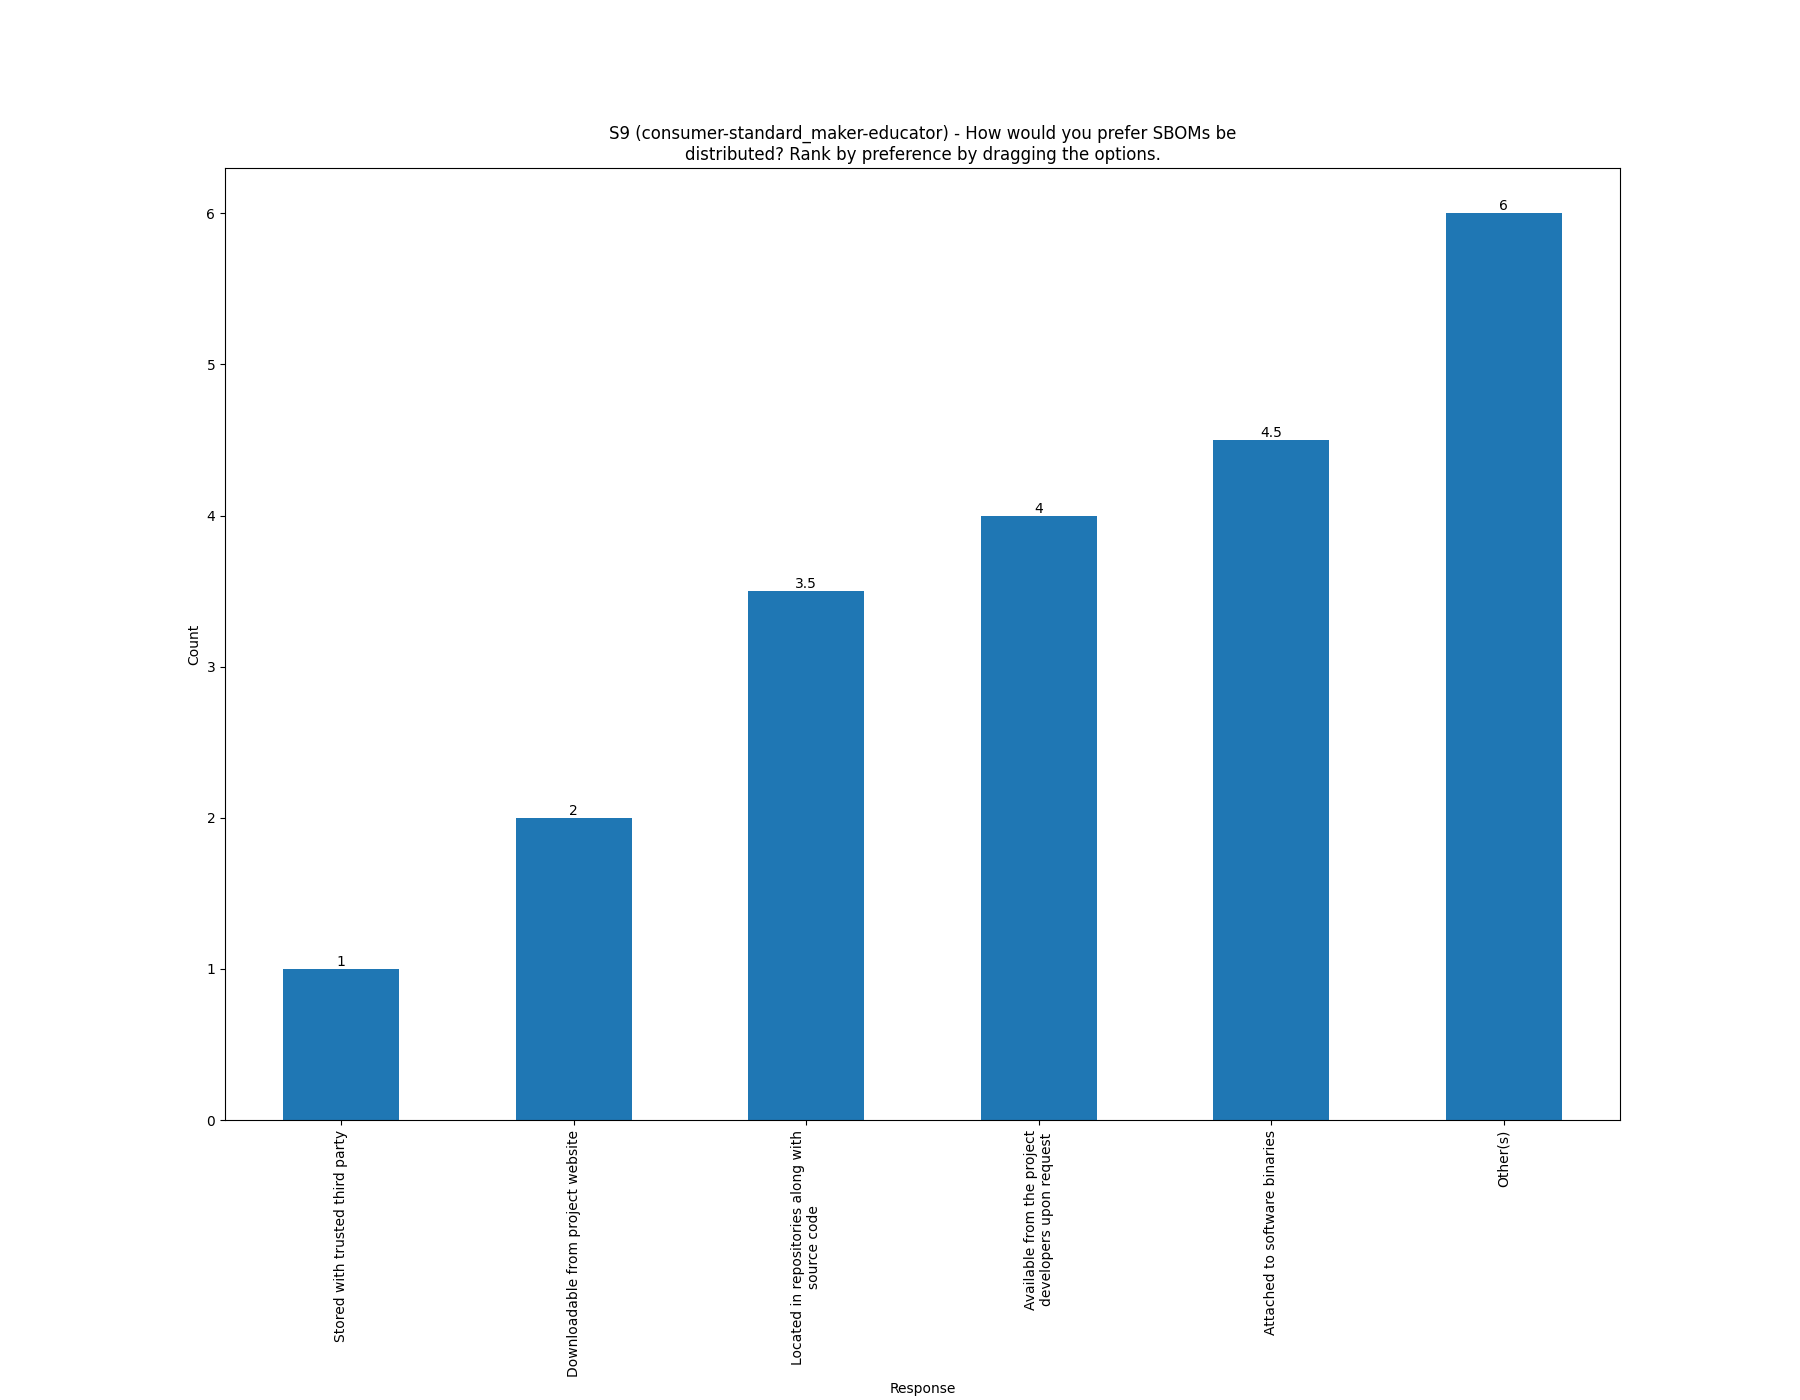 S9 (consumer-standard_maker-educator) - How would you prefer SBOMs be
distributed? Rank by preference by dragging the options.
6
5
4
3
2
1
0
Count
1
2
3.5
4
4.5
6
Stored with trusted third party
Downloadable from project website
Located in repositories along with
source code
Available from the project
developers upon request
Attached to software binaries
Other(s)
Response